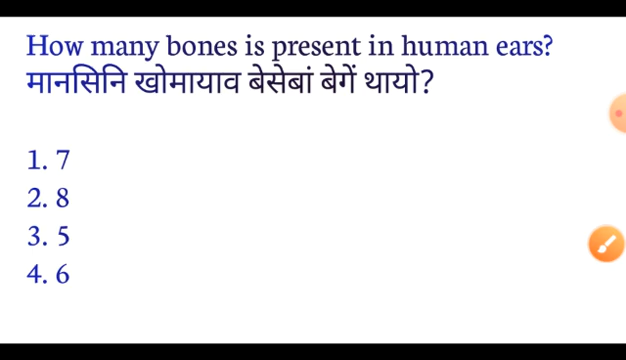 How many bones is present in human ears?
मानसिनि खोमायाव बेसेबां बेगें थायो?
1. 7
2. 8
3. 5
4. 6